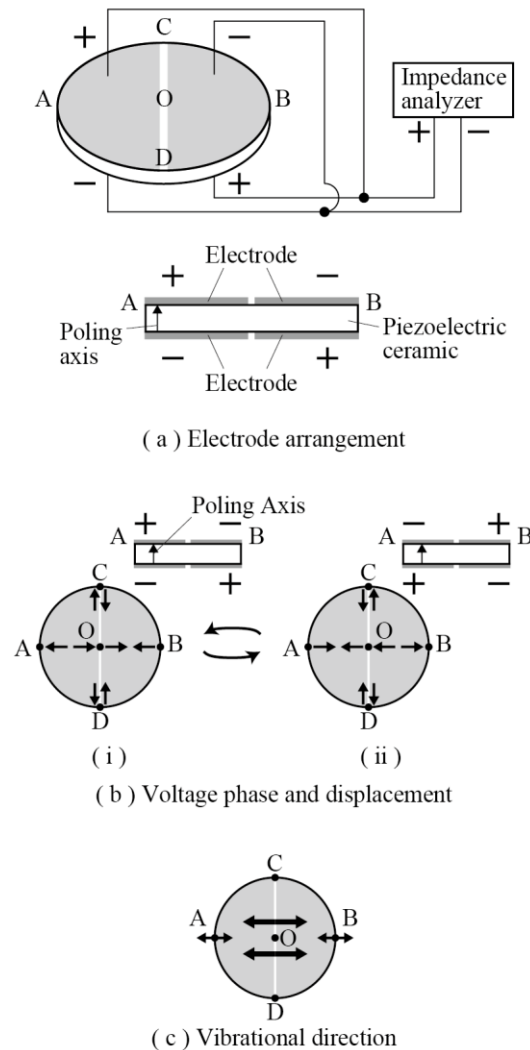 C
+
−
A
O
B
D
−
+
Impedance
analyzer
+
−
Electrode
+
−
A
B
Poling
axis
Piezoelectric
ceramic
−
+
Electrode
( a ) Electrode arrangement
Poling Axis
A
+
−
B
−
+
C
O
A
B
D
( i )
A
−
+
B
+
−
C
O
A
B
D
( ii )
( b ) Voltage phase and displacement
C
A
B
O
D
( c ) Vibrational direction